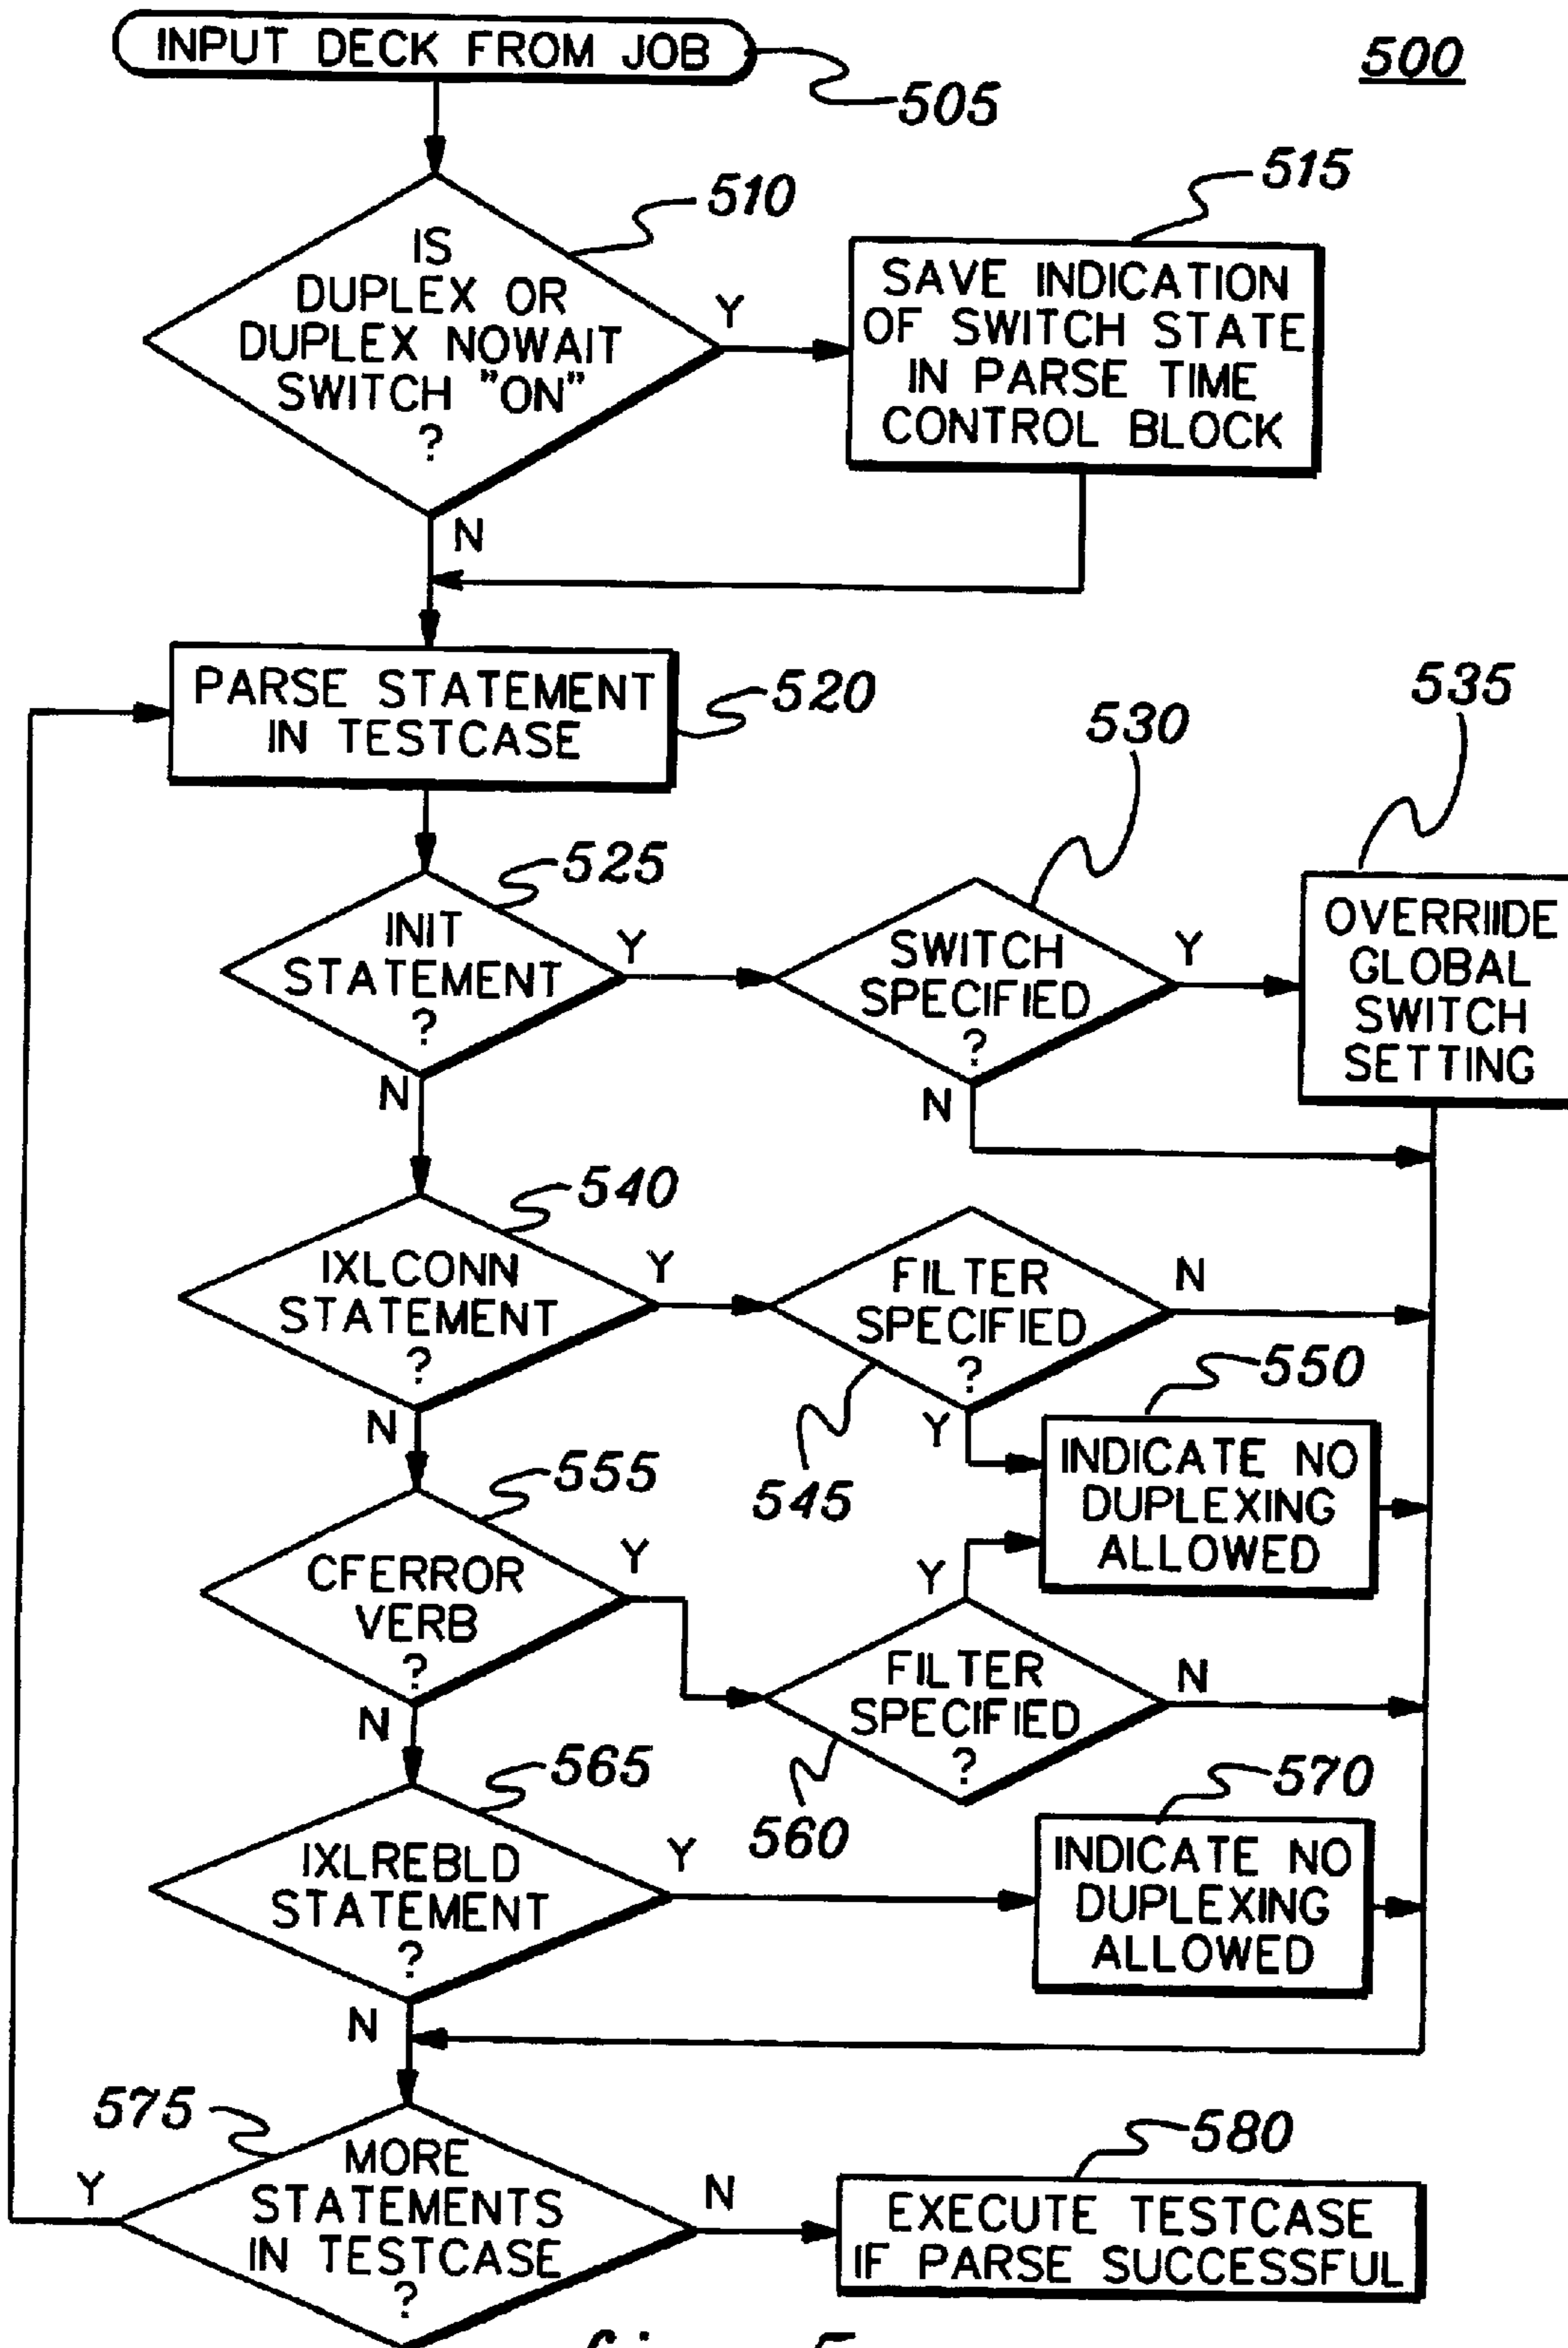 INPUT DECK FROM JOB
505
500
510
515
IS
DUPLEX OR
DUPLEX NOWAIT
SWITCH "ON"
?
Y
N
SAVE INDICATION
OF SWITCH STATE
IN PARSE TIME
CONTROL BLOCK
PARSE STATEMENT
IN TESTCASE
520
525
INIT
STATEMENT
?
Y
N
530
SWITCH
SPECIFIED
?
Y
N
535
OVERRIIDE
GLOBAL
SWITCH
SETTING
540
IXLCONN
STATEMENT
?
Y
N
FILTER
SPECIFIED
?
N
Y
545
550
INDICATE NO
DUPLEXING
ALLOWED
555
CFERROR
VERB
?
Y
N
FILTER
SPECIFIED
?
Y
N
560
565
IXLREBLD
STATEMENT
?
Y
N
570
INDICATE NO
DUPLEXING
ALLOWED
575
MORE
STATEMENTS
IN TESTCASE
?
Y
N
580
EXECUTE TESTCASE
IF PARSE SUCCESSFUL